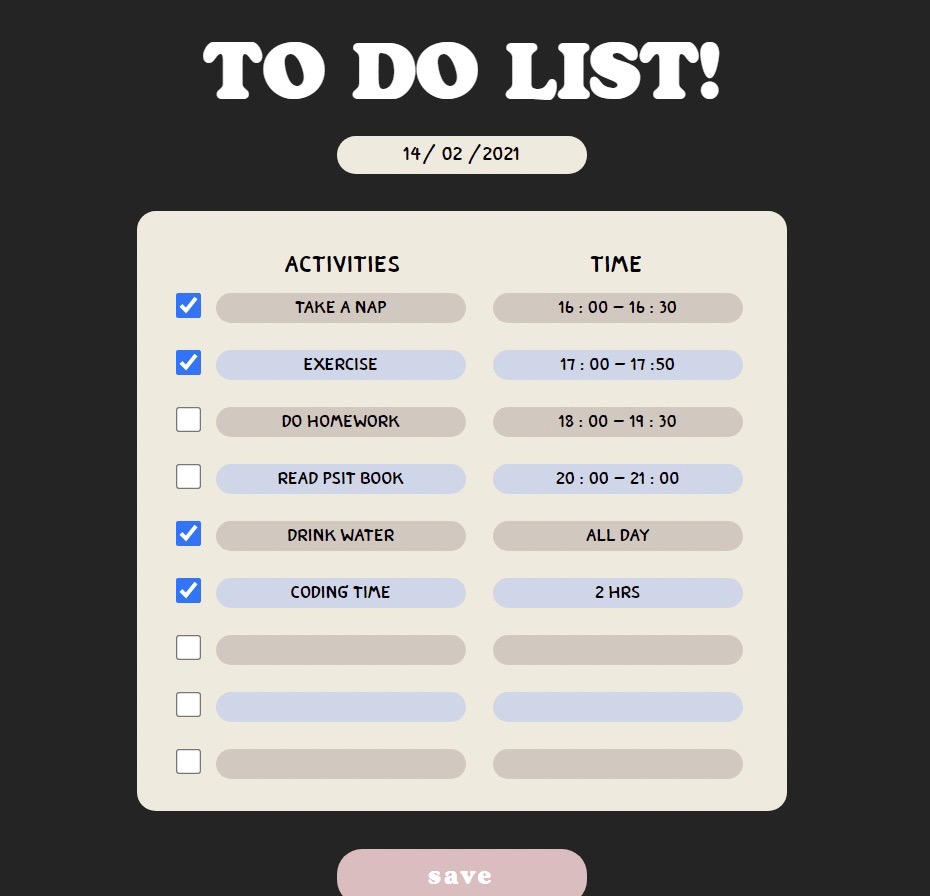 TO DO LIST!
14/ 02 /2021
ACTIVITIES TIME
TAKE A NAP 16 : 00 – 16 : 30
EXERCISE 17 : 00 – 17 :50
DO HOMEWORK 18 : 00 – 19 : 30
READ PSIT BOOK 20 : 00 – 21 : 00
DRINK WATER ALL DAY
CODING TIME 2 HRS
save